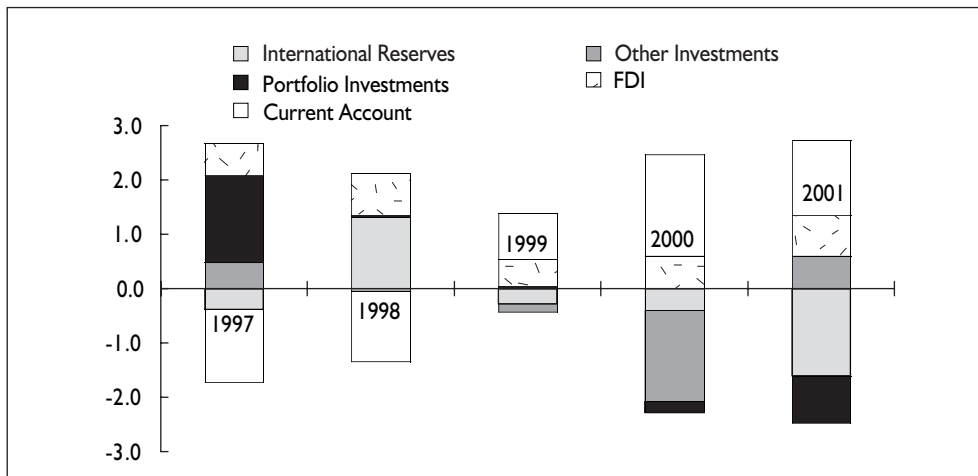 International Reserves
Other Investments
Portfolio Investments
FDI
Current Account
3.0
2.0
1.0
0.0
-1.0
-2.0
-3.0
1997
1998
1999
2000
2001